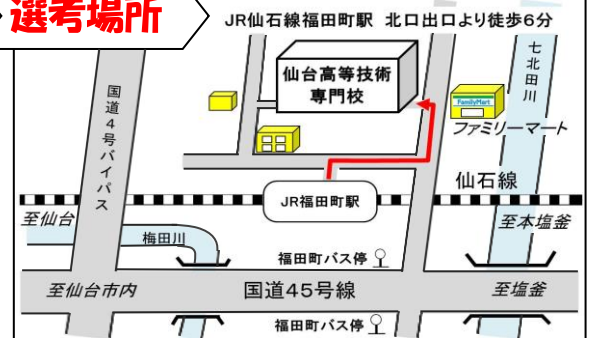 選考場所
JR仙石線福田町駅 北口出口より徒歩6分
仙台高等技術
専門校
国道4号バイパス
七北田川
FamilyMart
ファミリーマート
仙石線
JR福田町駅
至仙台
至本塩釜
梅田川
福田町バス停
至仙台市内
国道45号線
至塩釜
福田町バス停